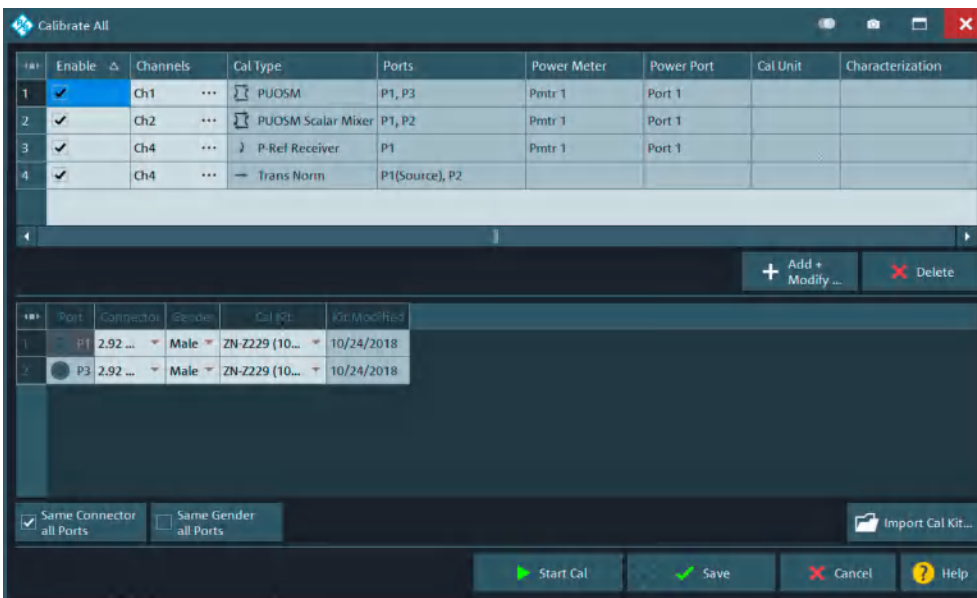 Calibrate All
Enable Channels Cal Type Ports Power Meter Power Port Cal Unit Characterization
1 Ch1 ... PUOSM P1, P3 Pmtr 1 Port 1
2 Ch2 ... PUOSM Scalar Mixer P1, P2 Pmtr 1 Port 1
3 Ch4 ... P-Ref Receiver P1 Pmtr 1 Port 1
4 Ch4 ... Trans Norm P1(Source), P2
Add +
Modify ...
Delete
Port Connector Gender Cal Kit Kit Modified
1 P1 2.92 ... Male ZN-Z229 (10... 10/24/2018
2 P3 2.92 ... Male ZN-Z229 (10... 10/24/2018
Same Connector
all Ports
Same Gender
all Ports
Import Cal Kit...
Start Cal Save Cancel ? Help